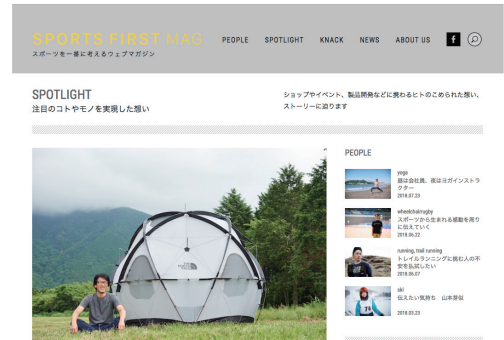 SPORTS FIRST MAG
スポーツを一番に考えるウェブマガジン
PEOPLE SPOTLIGHT KNACK NEWS ABOUT US f
SPOTLIGHT
注目のコトやモノを実現した想い
ショップやイベント、製品開発などに携わるヒトのこめられた想い、
ストーリーに迫ります
PEOPLE
yoga
昼は会社員、夜はヨガインストラ
クター
2018.07.23
wheelchairrugby
スポーツから生まれる感動を周り
に伝えていく
2018.06.22
running, trail running
トレイルランニングに挑む人の不
安を払拭したい
2018.06.07
ski
伝えたい気持ち 山本草似
2018.03.23
THE NORTH FACE